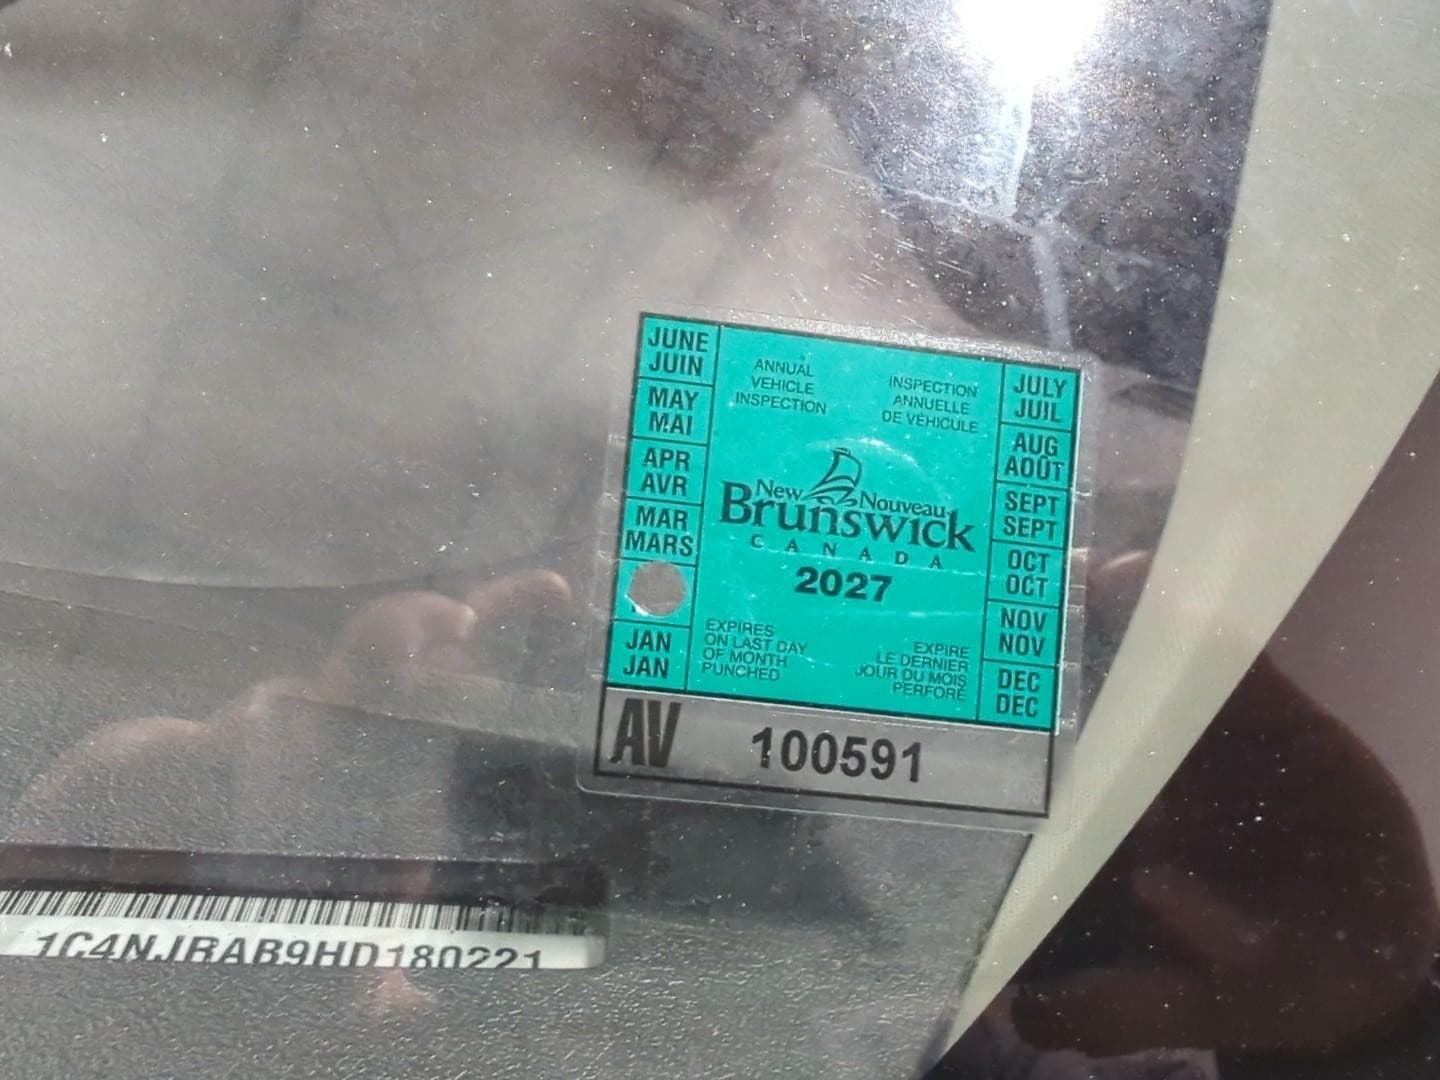 JUNE
JUIN
MAY
MAI
APR
AVR
MAR
MARS
JAN
JAN
ANNUAL
VEHICLE
INSPECTION
INSPECTION
ANNUELLE
DE VÉHICULE
New Nouveau
Brunswick
CANADA
2027
EXPIRES
ON LAST DAY
OF MONTH
PUNCHED
EXPIRE
LE DERNIER
JOUR DU MOIS
PERFORÉ
JULY
JUIL
AUG
AOÛT
SEPT
SEPT
OCT
OCT
NOV
NOV
DEC
DEC
AV 100591
1C4NJRAB9HD180221